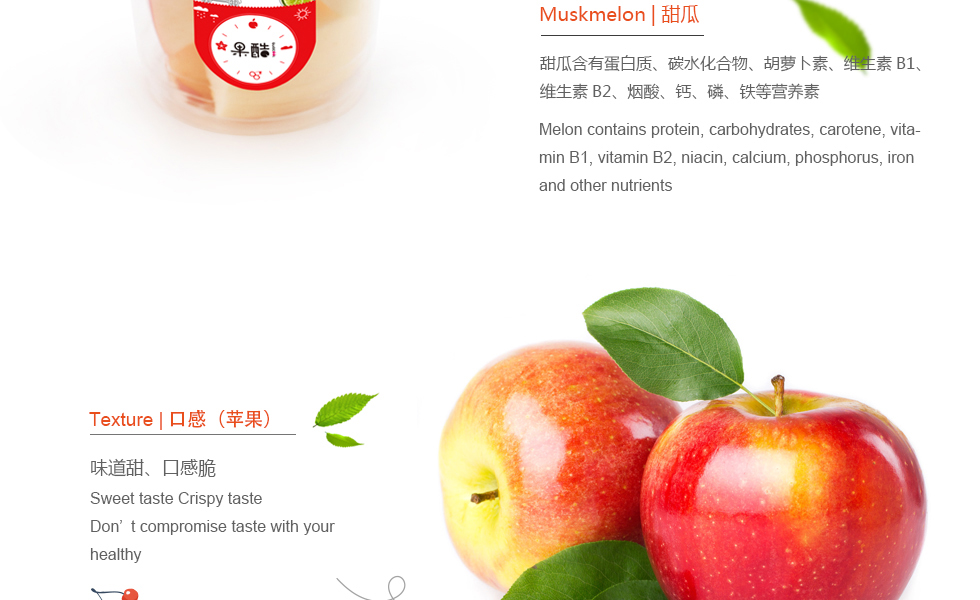 果酷
Muskmelon | 甜瓜
甜瓜含有蛋白质、碳水化合物、胡萝卜素、维生素 B1、
维生素 B2、烟酸、钙、磷、铁等营养素
Melon contains protein, carbohydrates, carotene, vita-
min B1, vitamin B2, niacin, calcium, phosphorus, iron
and other nutrients
Texture | 口感（苹果）
味道甜、口感脆
Sweet taste Crispy taste
Don’t compromise taste with your
healthy